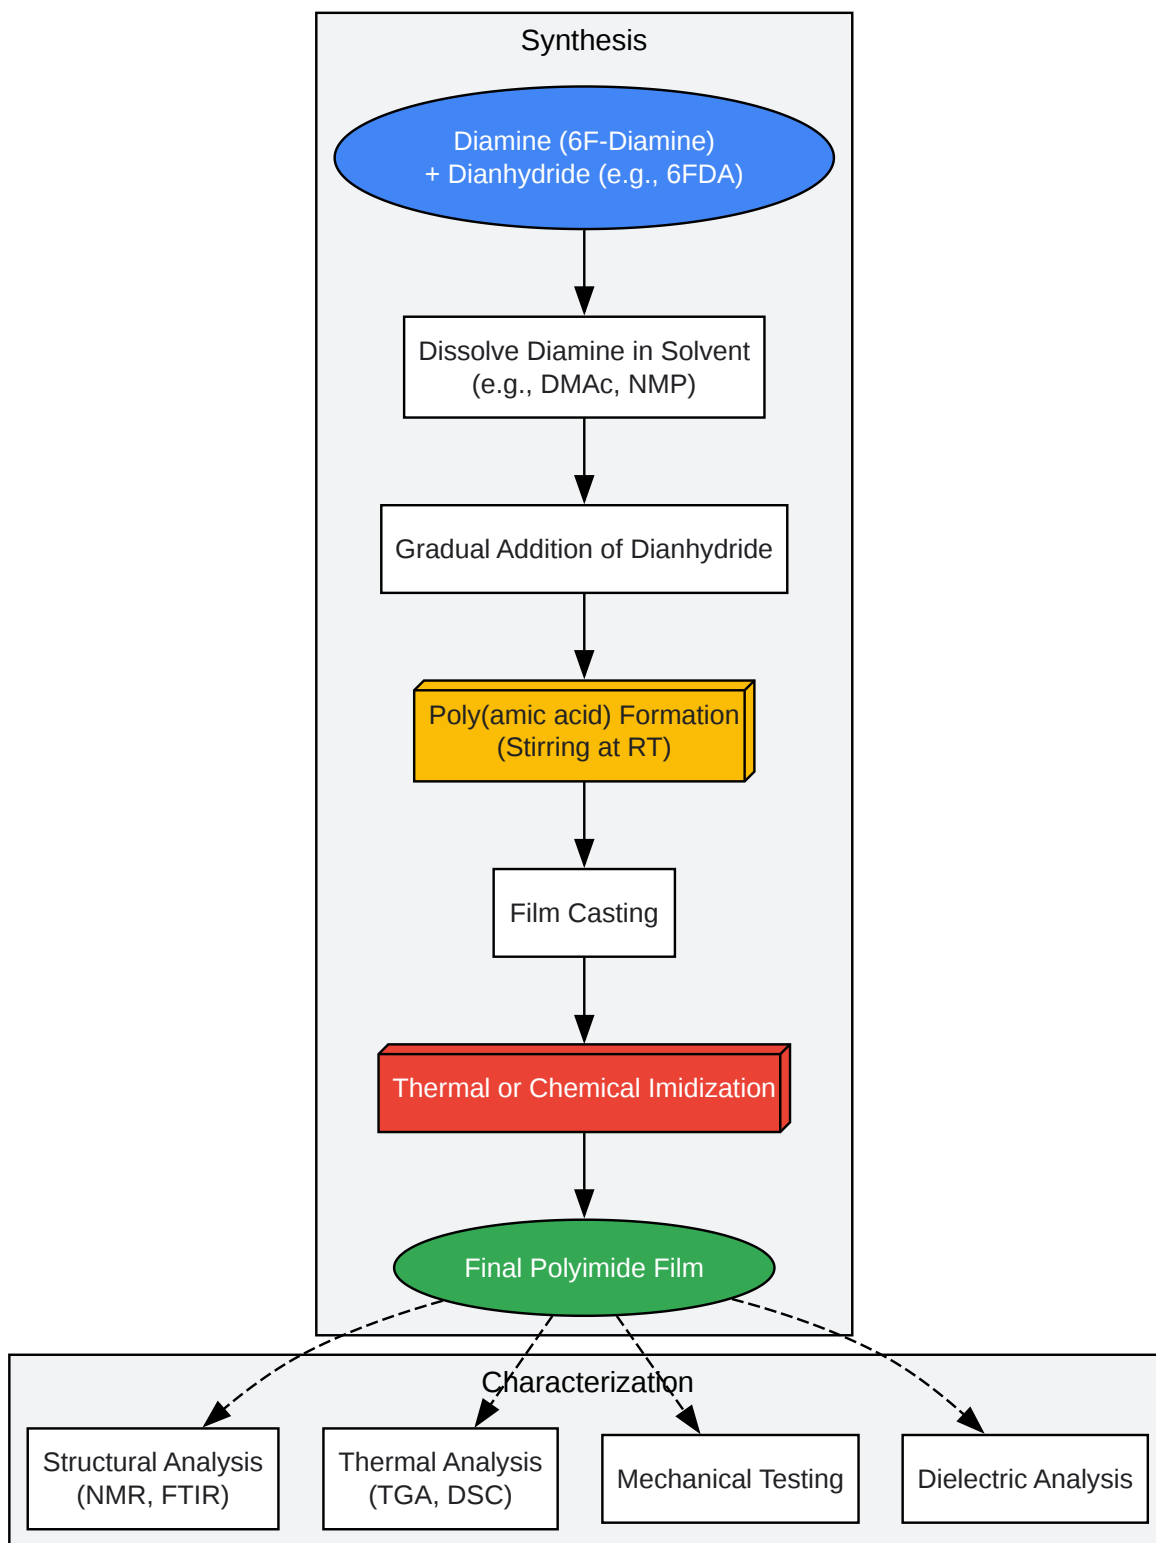 Synthesis
Diamine (6F-Diamine)
+ Dianhydride (e.g., 6FDA)
Dissolve Diamine in Solvent
(e.g., DMAc, NMP)
Gradual Addition of Dianhydride
Poly(amic acid) Formation
(Stirring at RT)
Film Casting
Thermal or Chemical Imidization
Final Polyimide Film
Characterization
Structural Analysis
(NMR, FTIR)
Thermal Analysis
(TGA, DSC)
Mechanical Testing
Dielectric Analysis